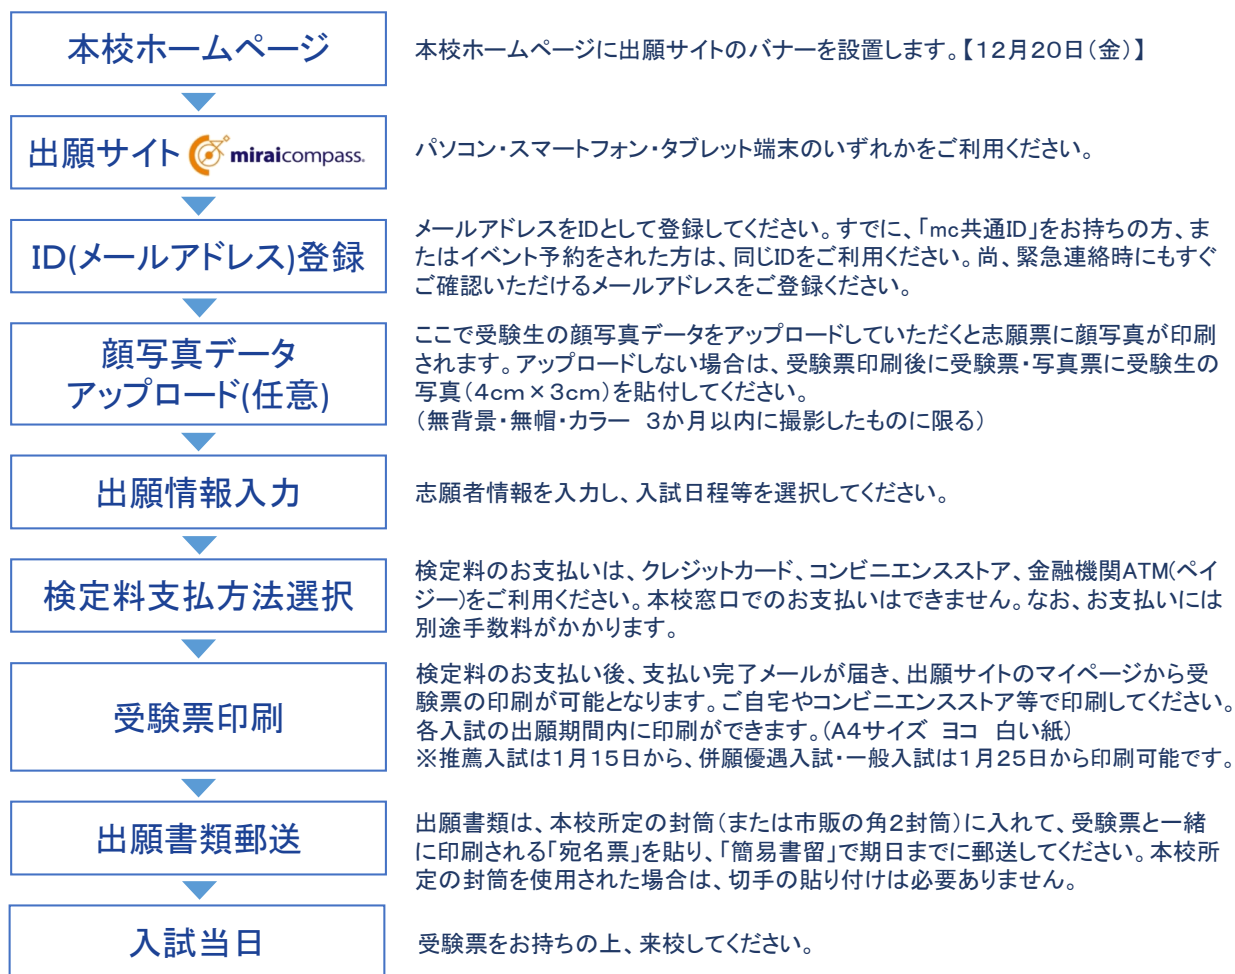 本校ホームページ
本校ホームページに出願サイトのバナーを設置します。【12月20日(金)】
出願サイト miraicompass.
パソコン・スマートフォン・タブレット端末のいずれかをご利用ください。
ID(メールアドレス)登録
メールアドレスをIDとして登録してください。すでに、「mc共通ID」をお持ちの方、ま
たはイベント予約をされた方は、同じIDをご利用ください。尚、緊急連絡時にもすぐ
ご確認いただけるメールアドレスをご登録ください。
顔写真データ
アップロード(任意)
ここで受験生の顔写真データをアップロードしていただくと志願票に顔写真が印刷
されます。アップロードしない場合は、受験票印刷後に受験票・写真票に受験生の
写真(4cm×3cm)を貼付してください。
(無背景・無帽・カラー 3か月以内に撮影したものに限る)
出願情報入力
志願者情報を入力し、入試日程等を選択してください。
検定料支払方法選択
検定料のお支払いは、クレジットカード、コンビニエンスストア、金融機関ATM(ペイ
ジー)をご利用ください。本校窓口でのお支払いはできません。なお、お支払いには
別途手数料がかかります。
受験票印刷
検定料のお支払い後、支払い完了メールが届き、出願サイトのマイページから受
験票の印刷が可能となります。ご自宅やコンビニエンスストア等で印刷してください。
各入試の出願期間内に印刷ができます。(A4サイズ ヨコ 白い紙)
※推薦入試は1月15日から、併願優遇入試・一般入試は1月25日から印刷可能です。
出願書類郵送
出願書類は、本校所定の封筒(または市販の角2封筒)に入れて、受験票と一緒
に印刷される「宛名票」を貼り、「簡易書留」で期日までに郵送してください。本校所
定の封筒を使用された場合は、切手の貼り付けは必要ありません。
入試当日
受験票をお持ちの上、来校してください。